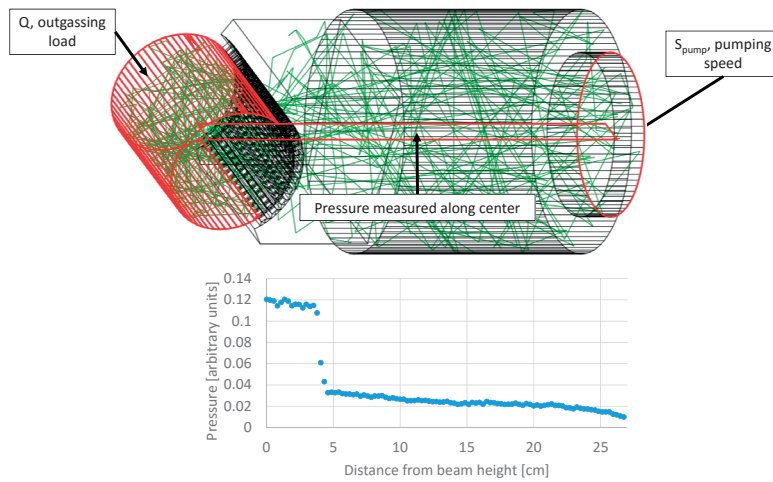 Q, outgassing
load
S_pump, pumping
speed
Pressure measured along center
Pressure [arbitrary units]
0.14
0.12
0.1
0.08
0.06
0.04
0.02
0
0
5
10
15
20
25
Distance from beam height [cm]